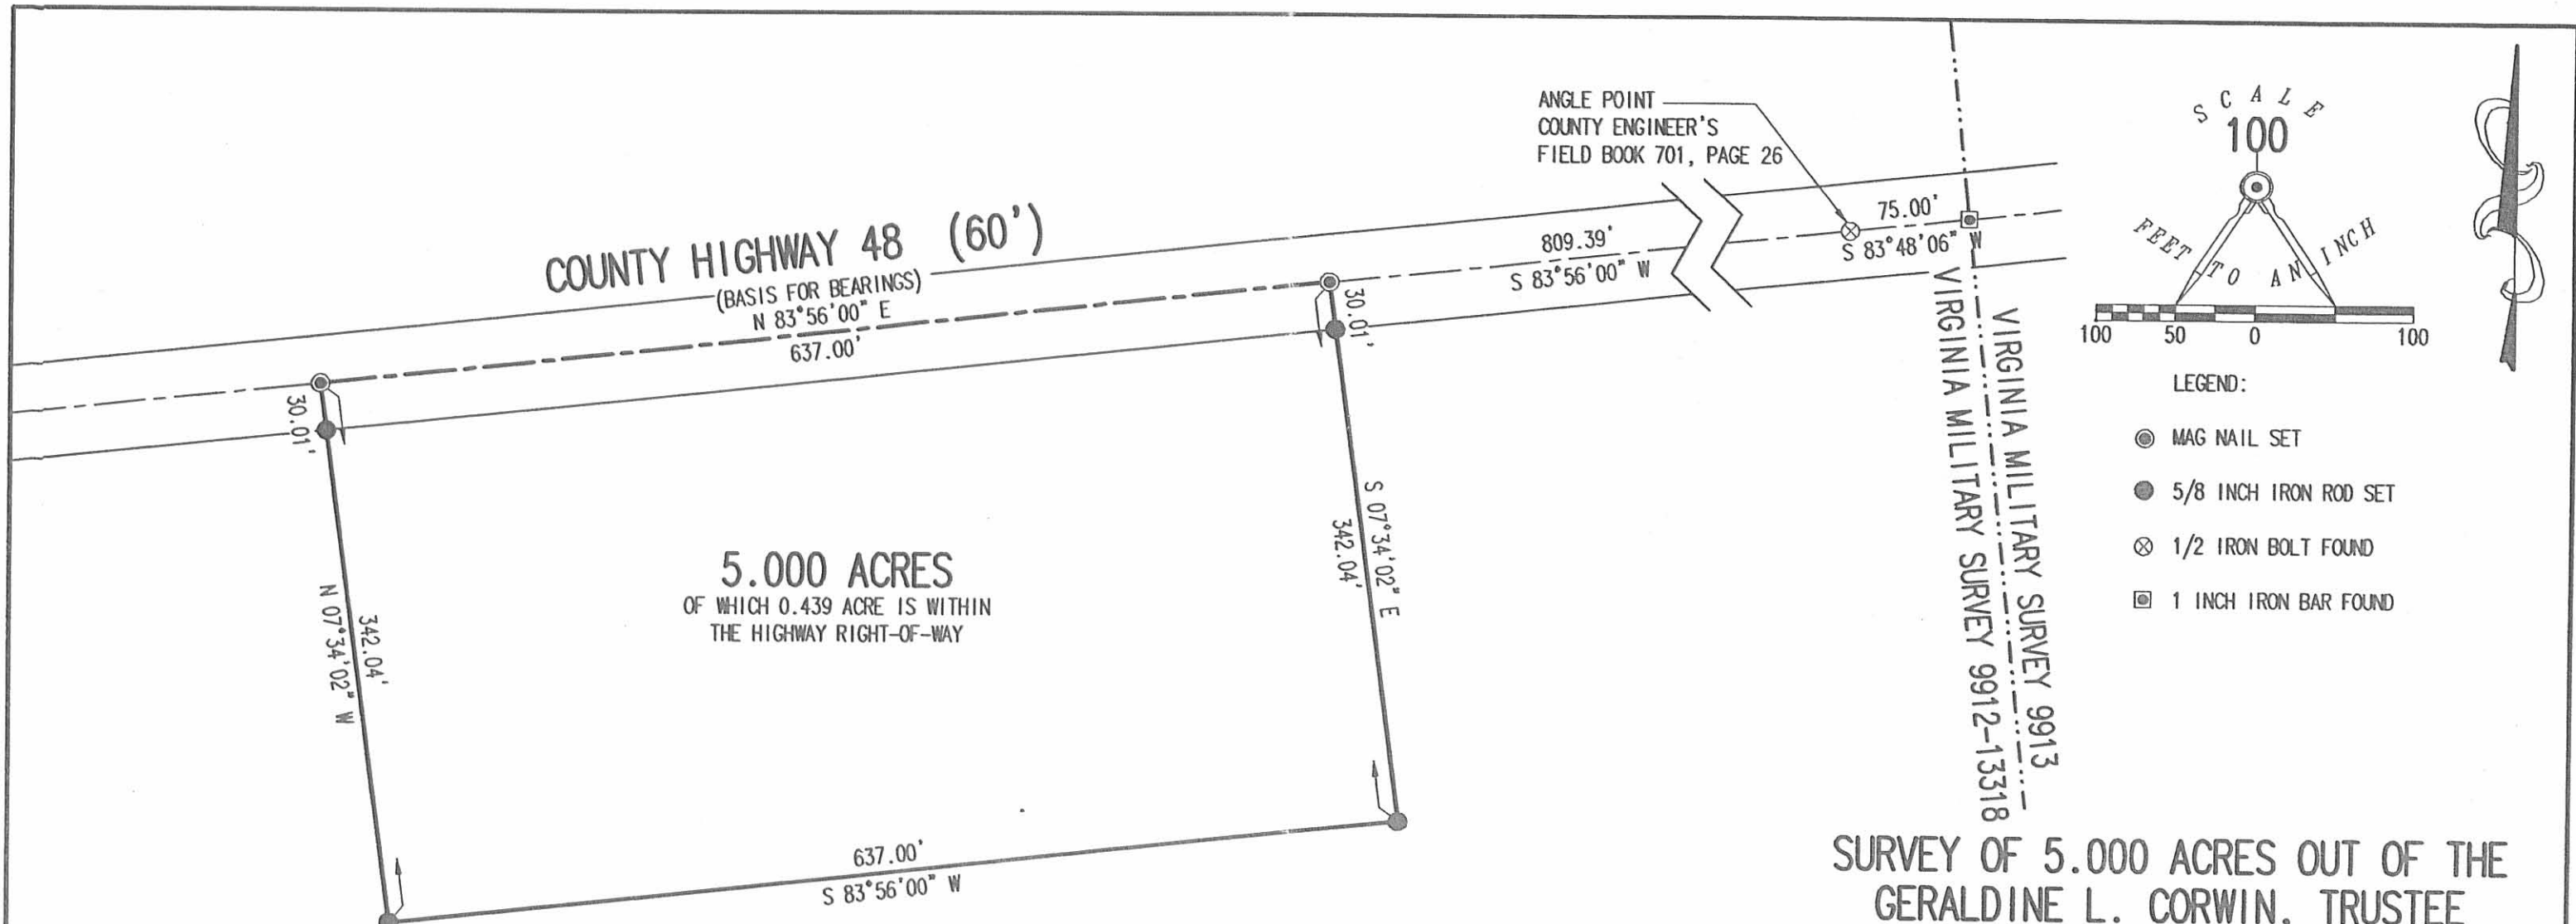 ANGLE POINT
COUNTY ENGINEER'S
FIELD BOOK 701, PAGE 26
SCALE
100
FEET TO AN INCH
100 50 0 100
COUNTY HIGHWAY 48 (60')
(BASIS FOR BEARINGS)
N 83°56'00" E
637.00'
809.39'
S 83°56'00" W
75.00'
S 83°48'06" W
30.01'
30.01'
VIRGINIA MILITARY SURVEY 9913
VIRGINIA MILITARY SURVEY 9912-13318
LEGEND:
MAG NAIL SET
5/8 INCH IRON ROD SET
1/2 IRON BOLT FOUND
1 INCH IRON BAR FOUND
S 07°34'02" E
342.04'
5.000 ACRES
OF WHICH 0.439 ACRE IS WITHIN
THE HIGHWAY RIGHT-OF-WAY
342.04'
N 07°34'02" W
637.00'
S 83°56'00" W
SURVEY OF 5.000 ACRES OUT OF THE
GERALDINE L. CORWIN, TRUSTEE